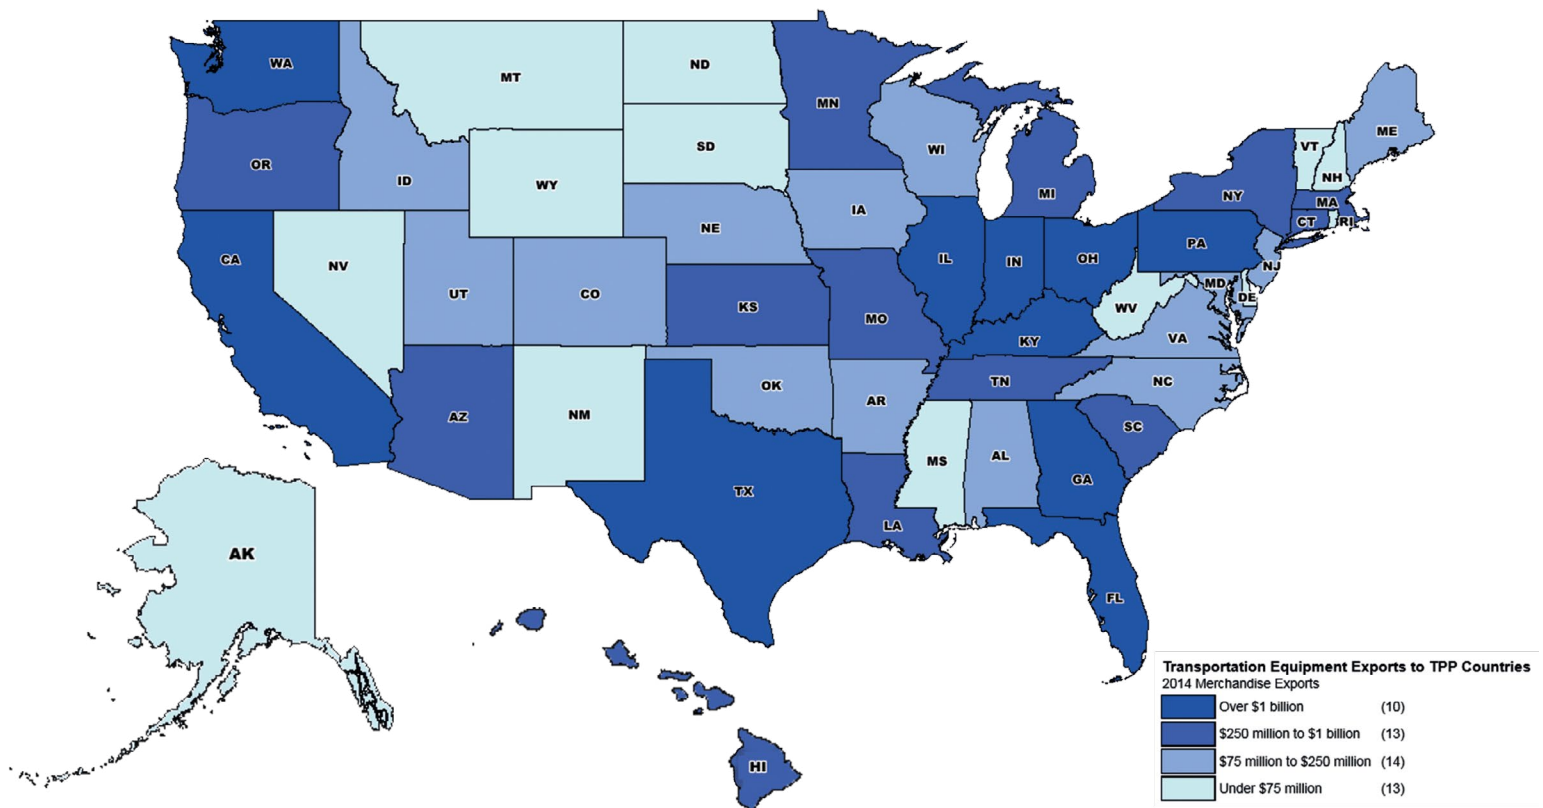 WA
MT
ND
MN
ME
OR
ID
SD
WI
VT
NH
WY
MI
NY
MA
CT
RI
NE
IA
PA
NJ
CA
NV
UT
CO
IL
IN
OH
MD
DE
KS
MO
WV
VA
KY
OK
AR
TN
NC
AZ
NM
SC
MS
AL
GA
TX
LA
AK
FL
HI
Transportation Equipment Exports to TPP Countries
2014 Merchandise Exports
Over $1 billion (10)
$250 million to $1 billion (13)
$75 million to $250 million (14)
Under $75 million (13)